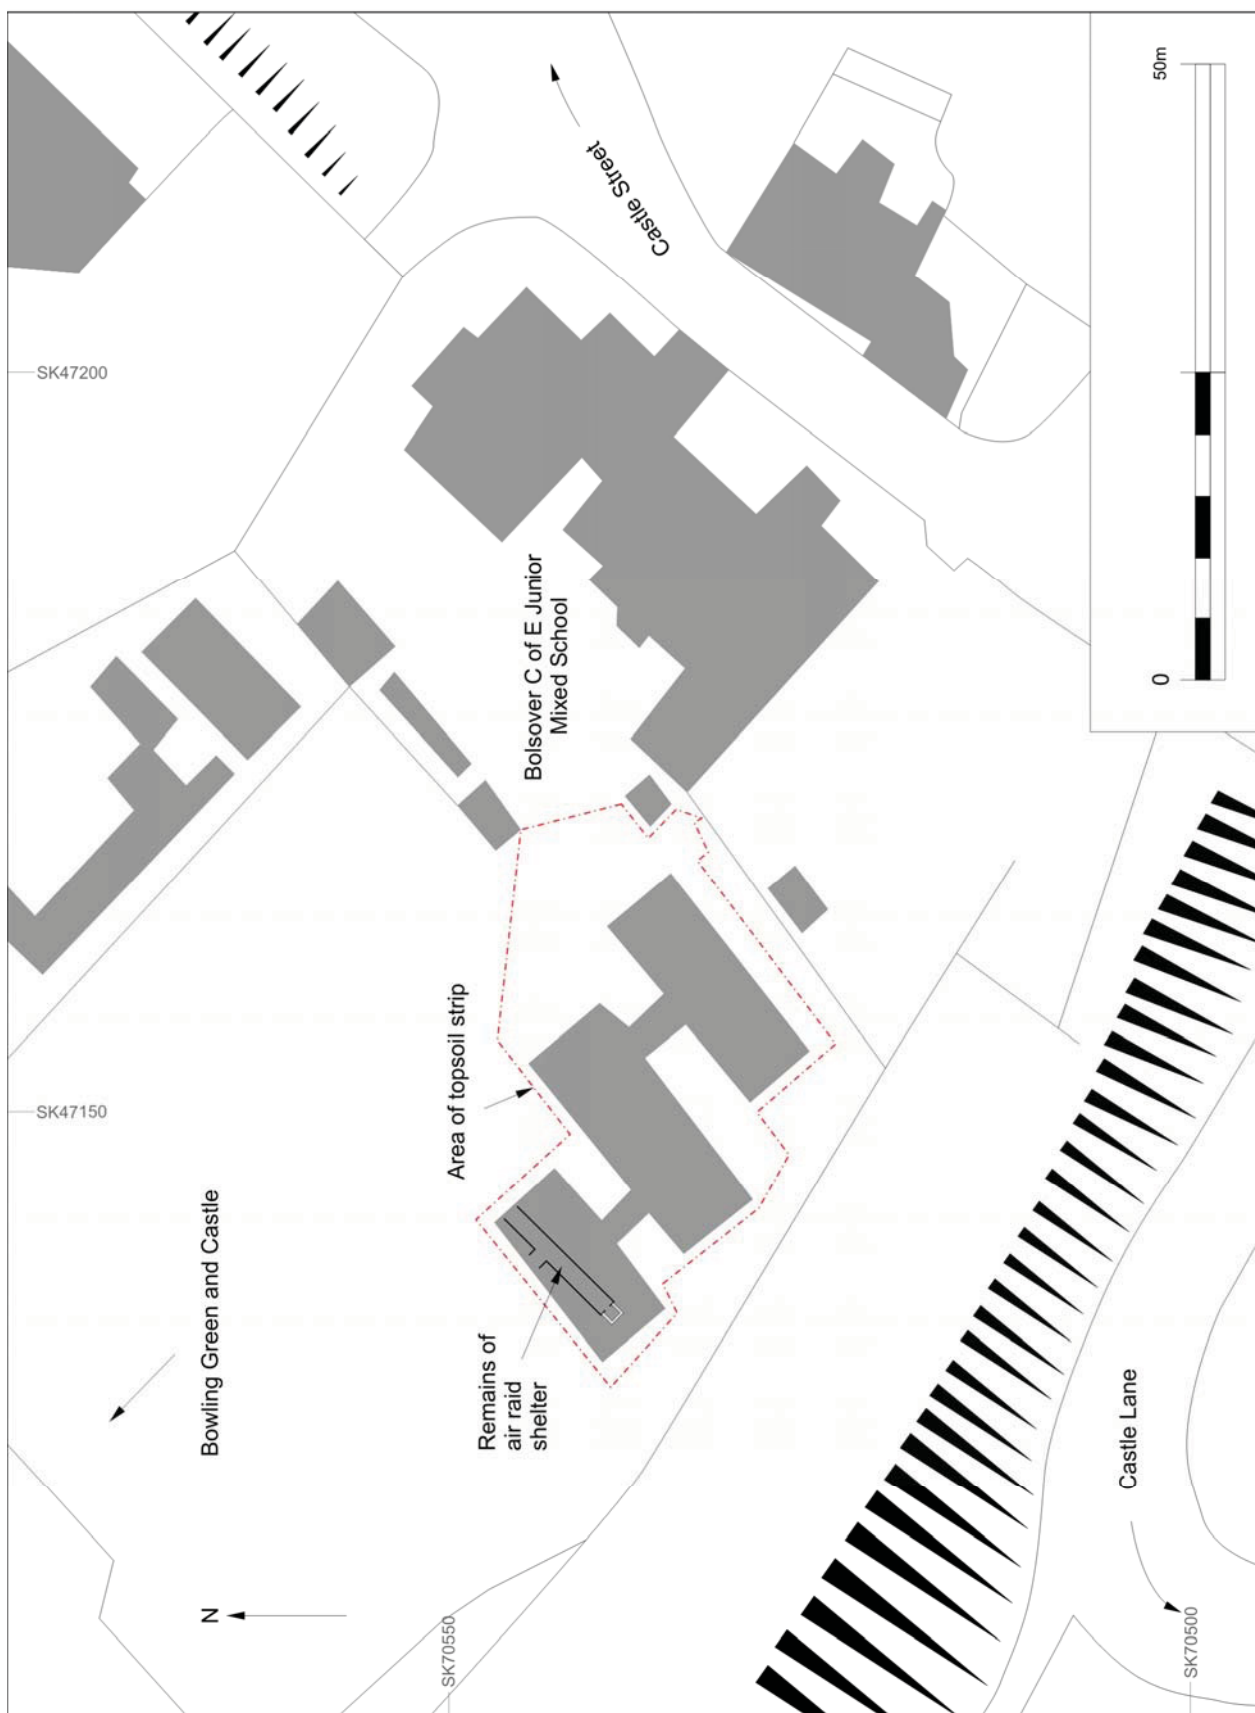 N
Bowling Green and Castle
SK70550
SK47150
SK47200
Remains of
air raid
shelter
Area of topsoil strip
Bolsover C of E Junior
Mixed School
Castle Street
Castle Lane
SK70500
0
50m